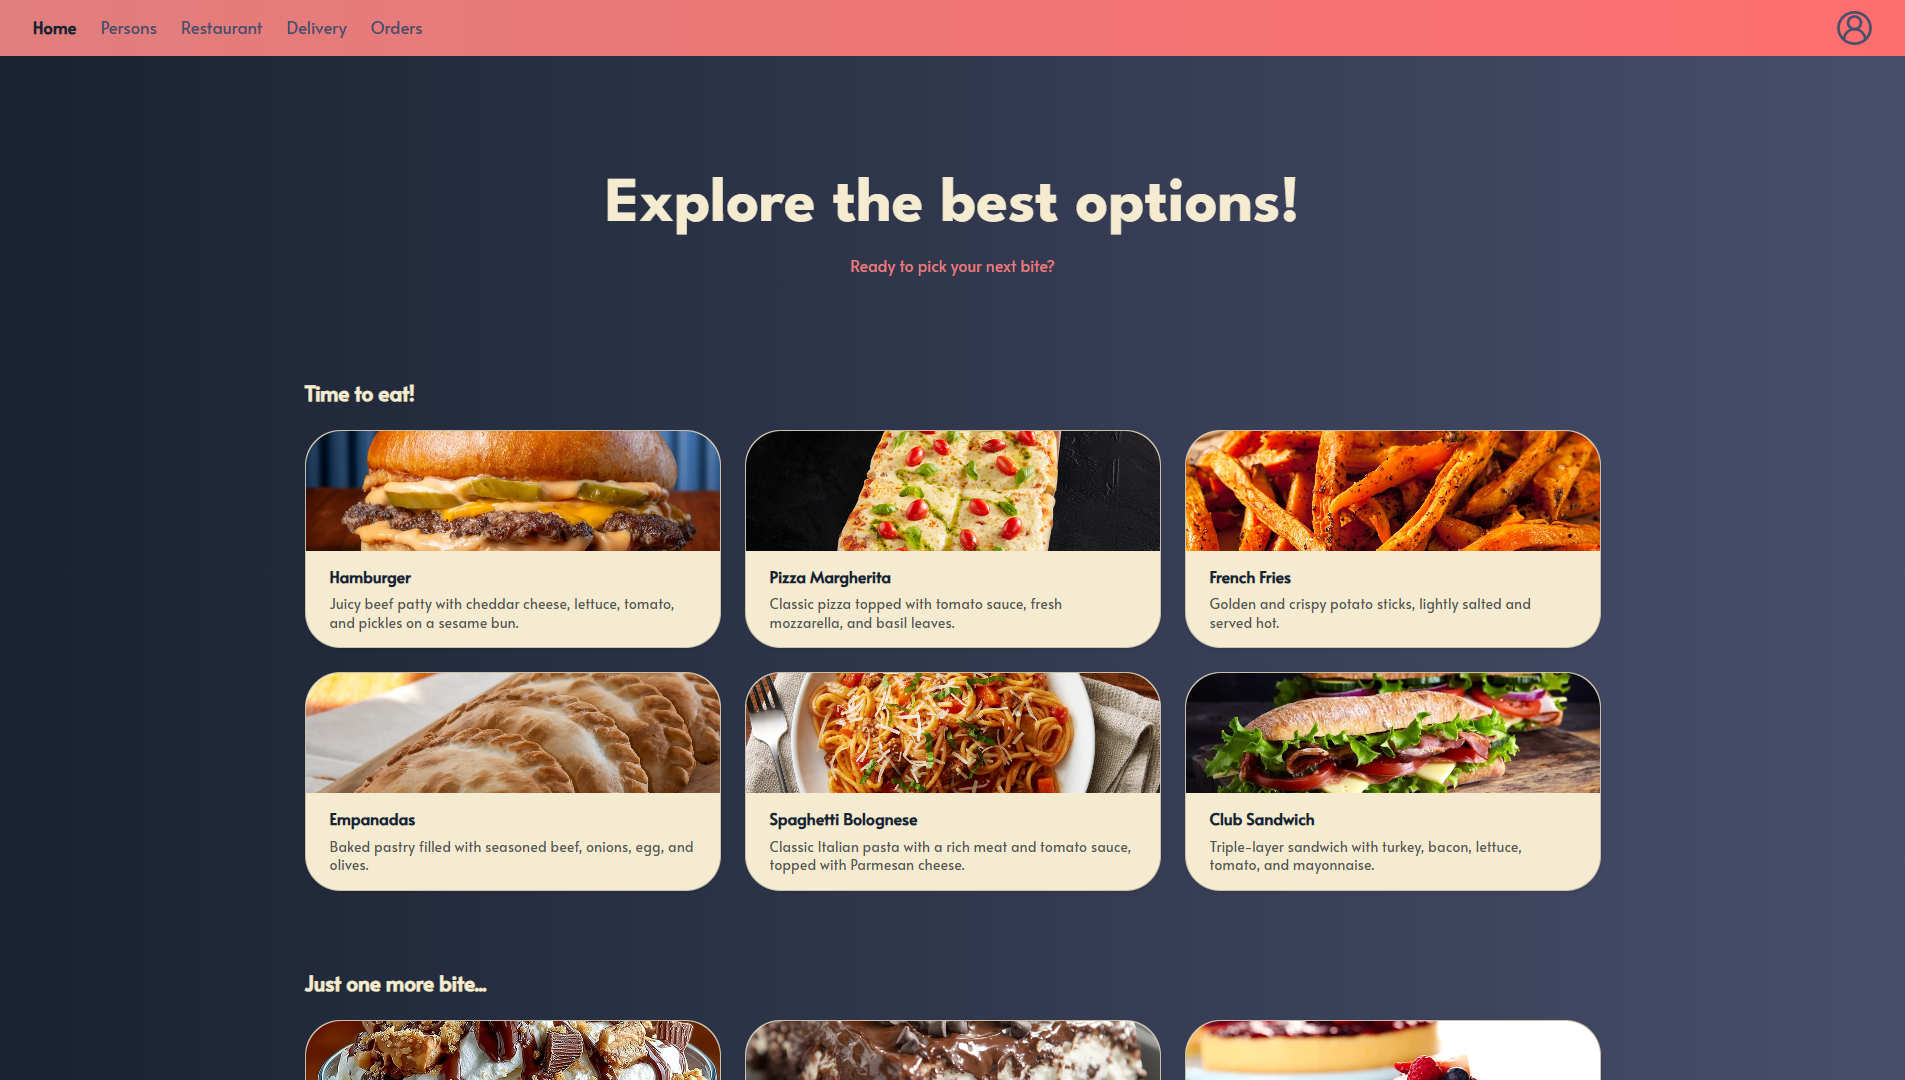 Home Persons Restaurant Delivery Orders
Explore the best options!
Ready to pick your next bite?
Time to eat!
Hamburger
Juicy beef patty with cheddar cheese, lettuce, tomato,
and pickles on a sesame bun.
Pizza Margherita
Classic pizza topped with tomato sauce, fresh
mozzarella, and basil leaves.
French Fries
Golden and crispy potato sticks, lightly salted and
served hot.
Empanadas
Baked pastry filled with seasoned beef, onions, egg, and
olives.
Spaghetti Bolognese
Classic Italian pasta with a rich meat and tomato sauce,
topped with Parmesan cheese.
Club Sandwich
Triple-layer sandwich with turkey, bacon, lettuce,
tomato, and mayonnaise.
Just one more bite...